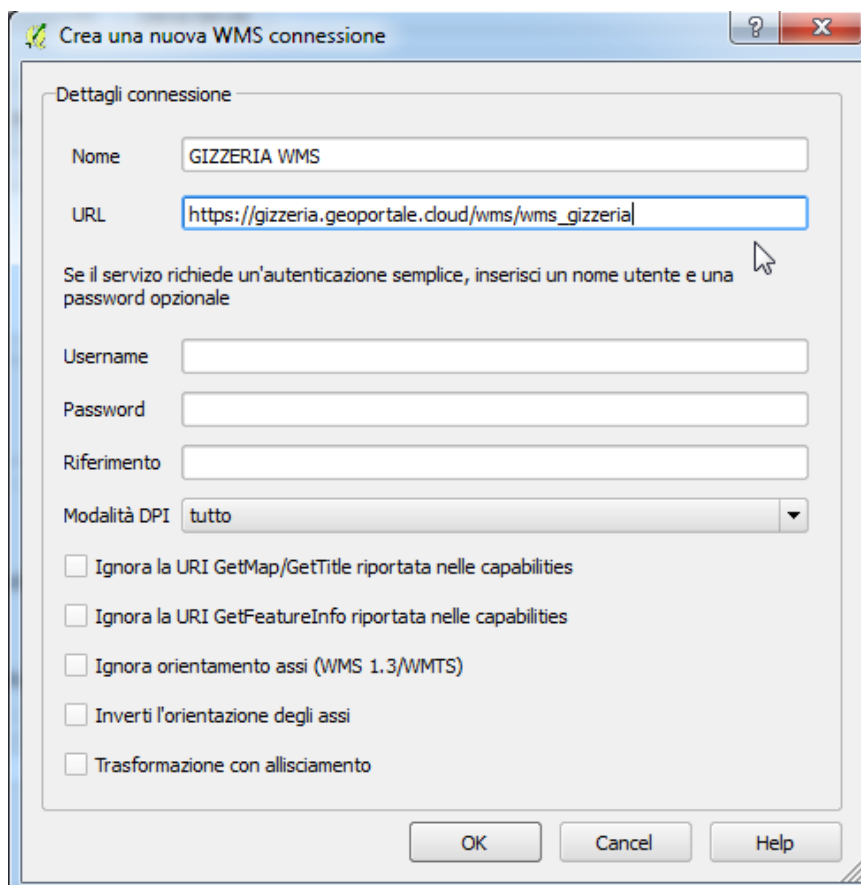 Crea una nuova WMS connessione
Dettagli connessione
Nome
GIZZERIA WMS
URL
https://gizzeria.geoportale.cloud/wms/wms_gizzeria
Se il servizo richiede un'autenticazione semplice, inserisci un nome utente e una
password opzionale
Username
Password
Riferimento
Modalità DPI
tutto
Ignora la URI GetMap/GetTitle riportata nelle capabilities
Ignora la URI GetFeatureInfo riportata nelle capabilities
Ignora orientamento assi (WMS 1.3/WMTS)
Inverti l'orientazione degli assi
Trasformazione con allisciamento
OK
Cancel
Help